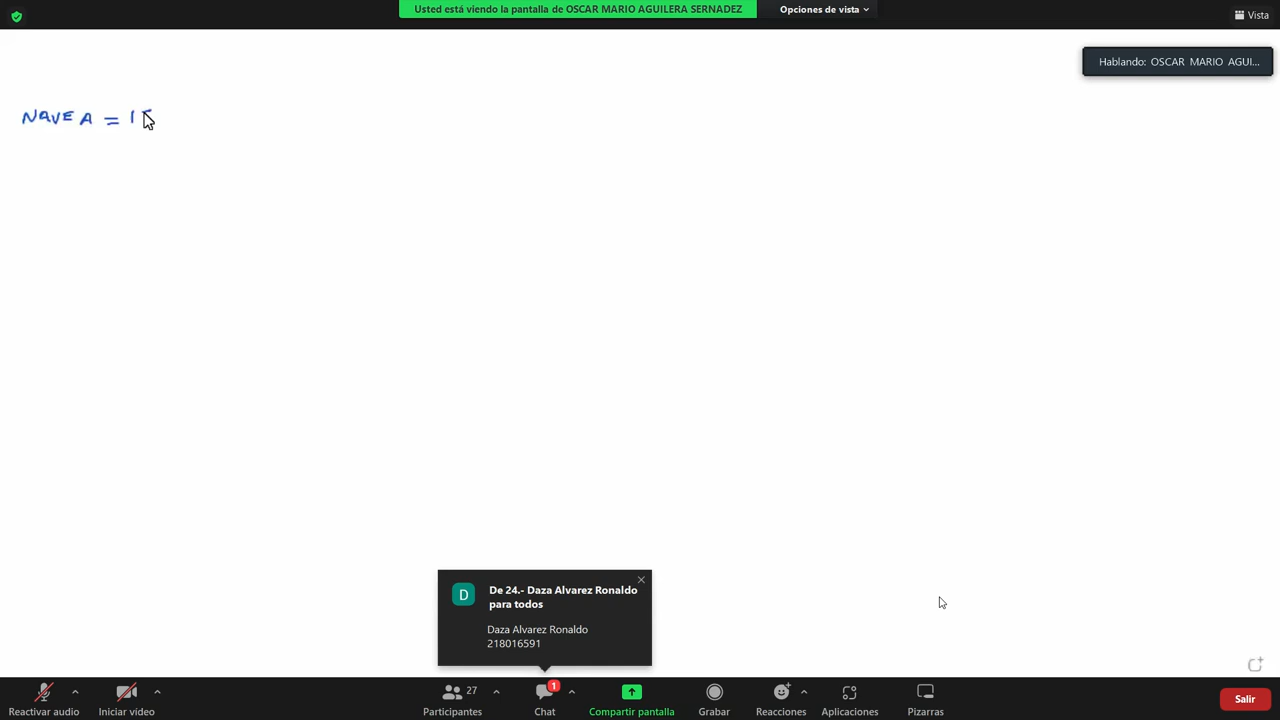 Usted está viendo la pantalla de OSCAR MARIO AGUILERA SERNADEZ
Opciones de vista
Vista
Hablando: OSCAR MARIO AGUI...
NAVE A = 1
De 24.- Daza Alvarez Ronaldo
para todos
D
Daza Alvarez Ronaldo
218016591
27
1
Reactivar audio
Iniciar video
Participantes
Chat
Compartir pantalla
Grabar
Reacciones
Aplicaciones
Pizarras
Salir